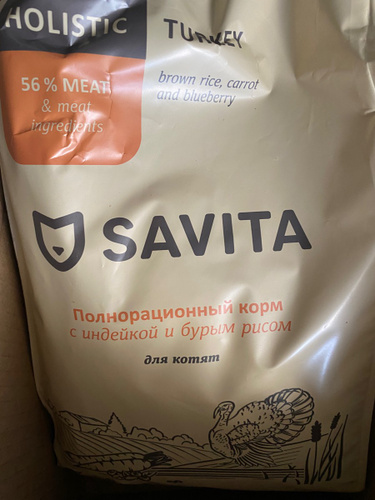 HOLISTIC
TURKEY
56 % MEAT
& meat
ingredients
brown rice, carrot
and blueberry
SAVITA
Полнорационный корм
с индейкой и бурым рисом
для котят